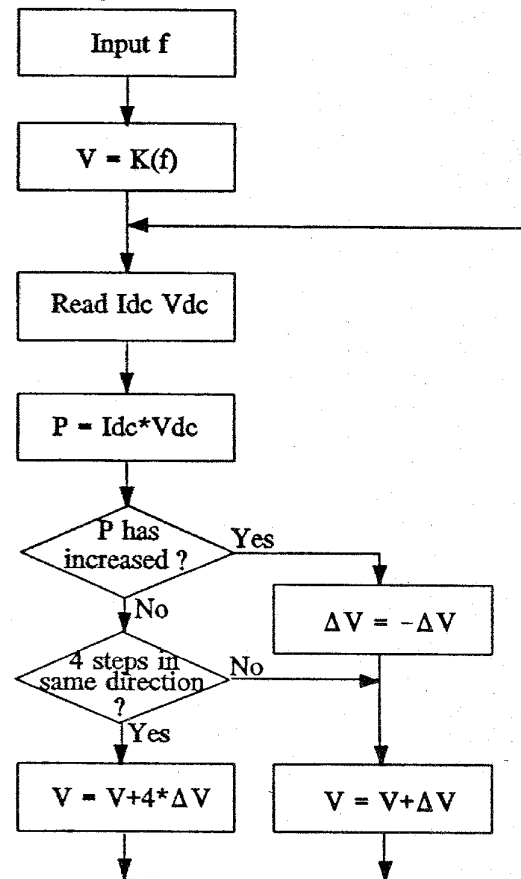 Input f
V = K(f)
Read Idc Vdc
P = Idc*Vdc
P has
increased ?
Yes
No
ΔV = -ΔV
4 steps in
same direction
?
No
Yes
V = V+4*ΔV
V = V+ΔV